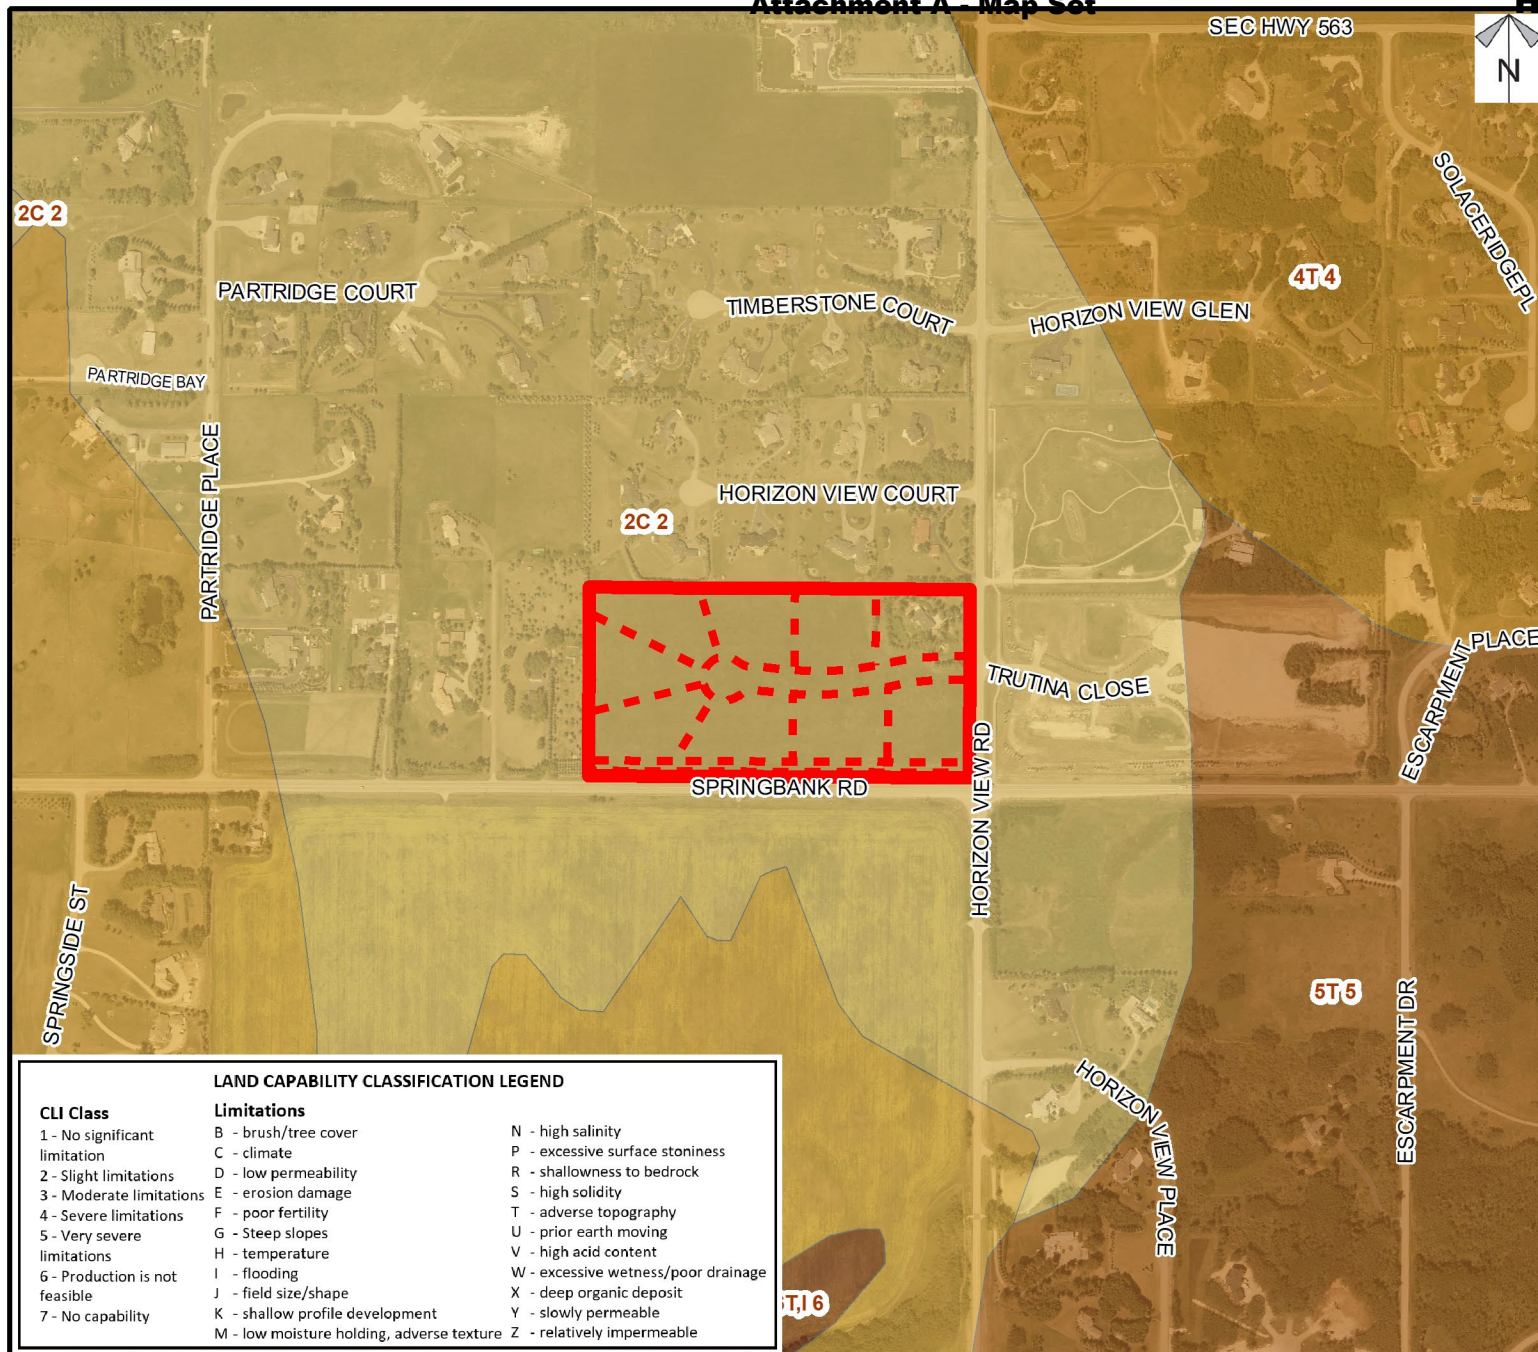 Attachment A - Map Set
SEC HWY 563
N
SOLACERIDGEPL
2C 2
4T 4
PARTRIDGE COURT
TIMBERSTONE COURT
HORIZON VIEW GLEN
PARTRIDGE BAY
PARTRIDGE PLACE
HORIZON VIEW COURT
2C 2
ESCARPMENT PLACE
TRUTINA CLOSE
SPRINGBANK RD
HORIZON VIEW RD
SPRINGSIDE ST
5T 5
ESCARPMENT DR
HORIZON VIEW PLACE
T,I 6
LAND CAPABILITY CLASSIFICATION LEGEND
CLI Class
1 - No significant
limitation
2 - Slight limitations
3 - Moderate limitations
4 - Severe limitations
5 - Very severe
limitations
6 - Production is not
feasible
7 - No capability
Limitations
B - brush/tree cover
C - climate
D - low permeability
E - erosion damage
F - poor fertility
G - Steep slopes
H - temperature
I - flooding
J - field size/shape
K - shallow profile development
M - low moisture holding, adverse texture
N - high salinity
P - excessive surface stoniness
R - shallowness to bedrock
S - high solidity
T - adverse topography
U - prior earth moving
V - high acid content
W - excessive wetness/poor drainage
X - deep organic deposit
Y - slowly permeable
Z - relatively impermeable